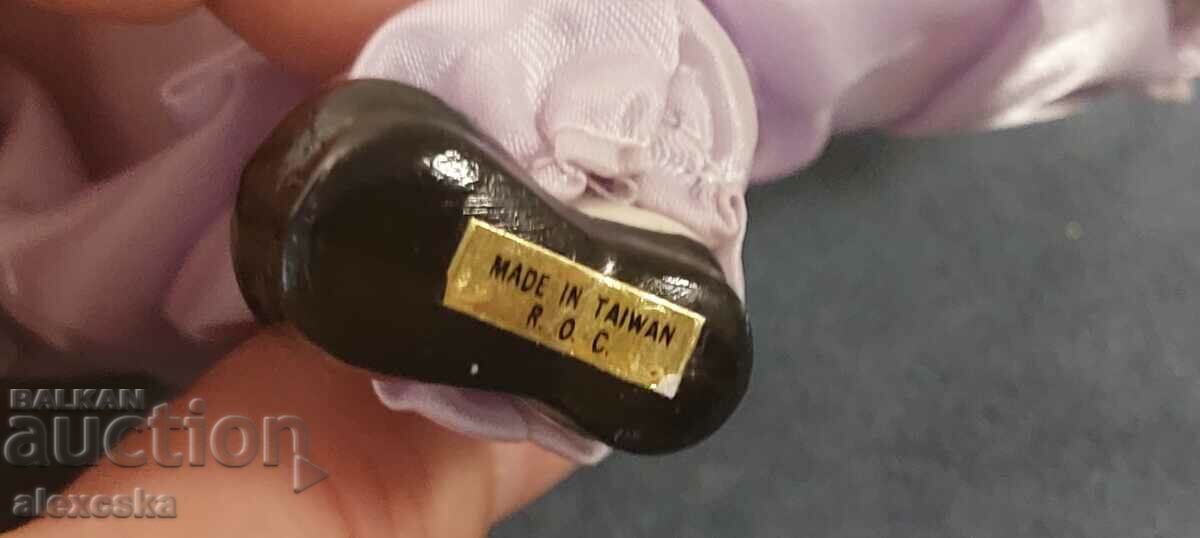 MADE IN TAIWAN
R. O. C.
BALKAN
auction
alexcska